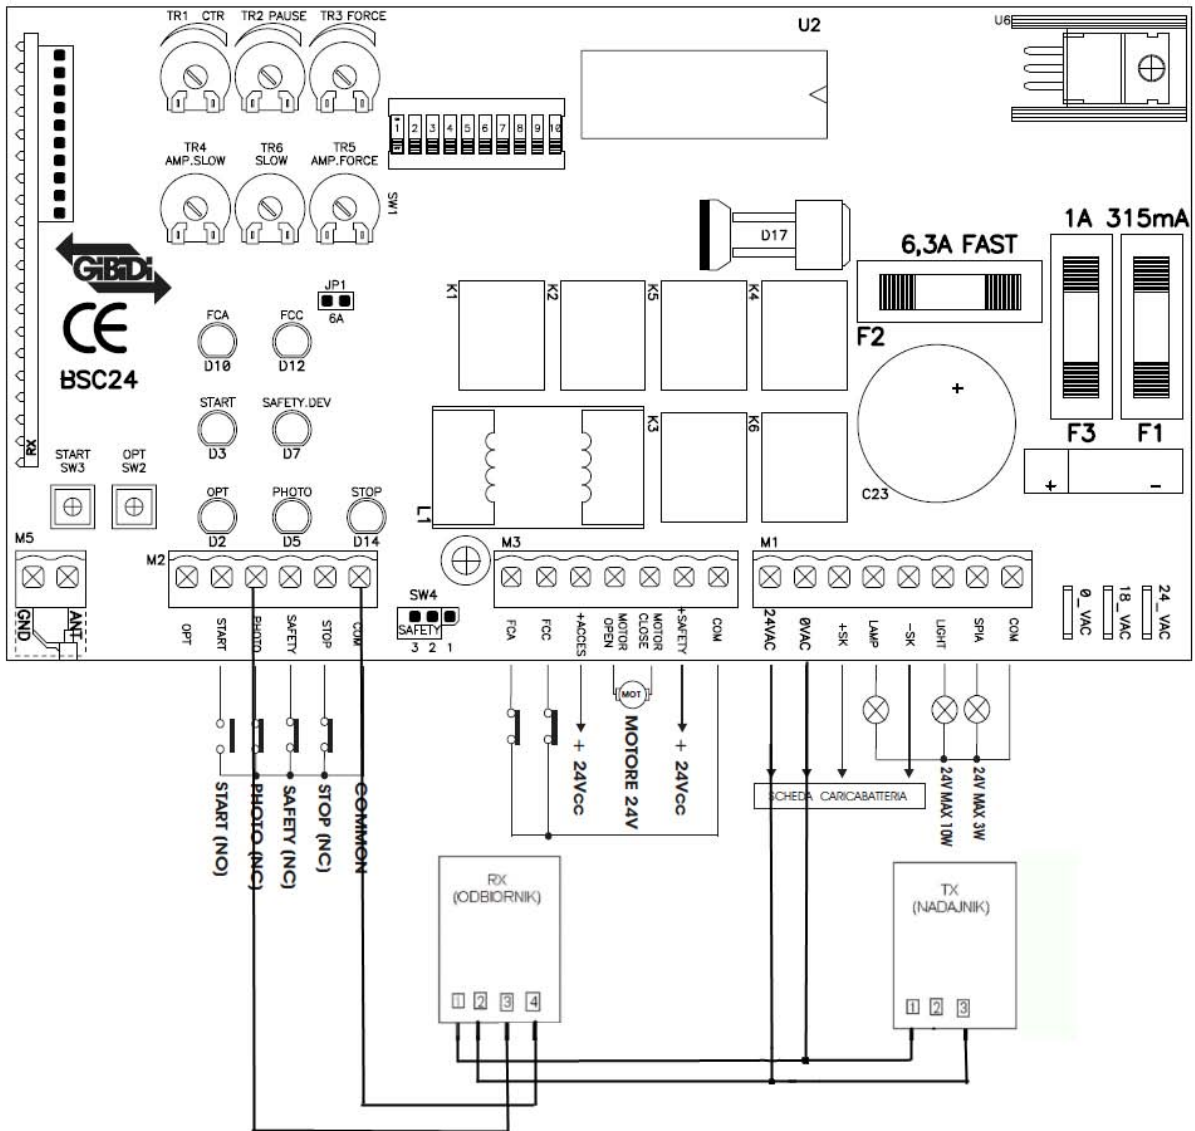 TR1 CTR TR2 PAUSE TR3 FORCE
U2
U6
1 2 3 4 5 6 7 8 9 10
TR4 TR6 TR5
AMP.SLOW SLOW AMP.FORCE
SW1
GiBiDi
CE
BSC24
JP1
6A
D17
1A 315mA
6,3A FAST
F2
K1 K2 K5 K4
FCA FCC
D10 D12
START SAFETY.DEV
D3 D7
K3 K6
F3 F1
+
+ -
C23
RX
START OPT
SW3 SW2
OPT PHOTO STOP
D2 D5 D14
L1
M5 M2 M3 M1
GND ANT
OPT START PHOTO SAFETY STOP COM
SW4
SAFETY
3 2 1
FCA FCC +ACCES MOTOR OPEN MOTOR CLOSE +SAFETY COM
24VAC 0VAC +SK LAMP -SK LIGHT SPIA COM
0_VAC 18_VAC 24_VAC
MOT
START (NO) PHOTO (NC) SAFETY (NC) STOP (NC) COMMON
+ 24Vcc MOTORE 24V + 24Vcc
SCHEDA CARICABATTERIA
24V MAX 10W 24V MAX 3W
RX
(ODBIORNIK)
1 2 3 4
TX
(NADAJNIK)
1 2 3